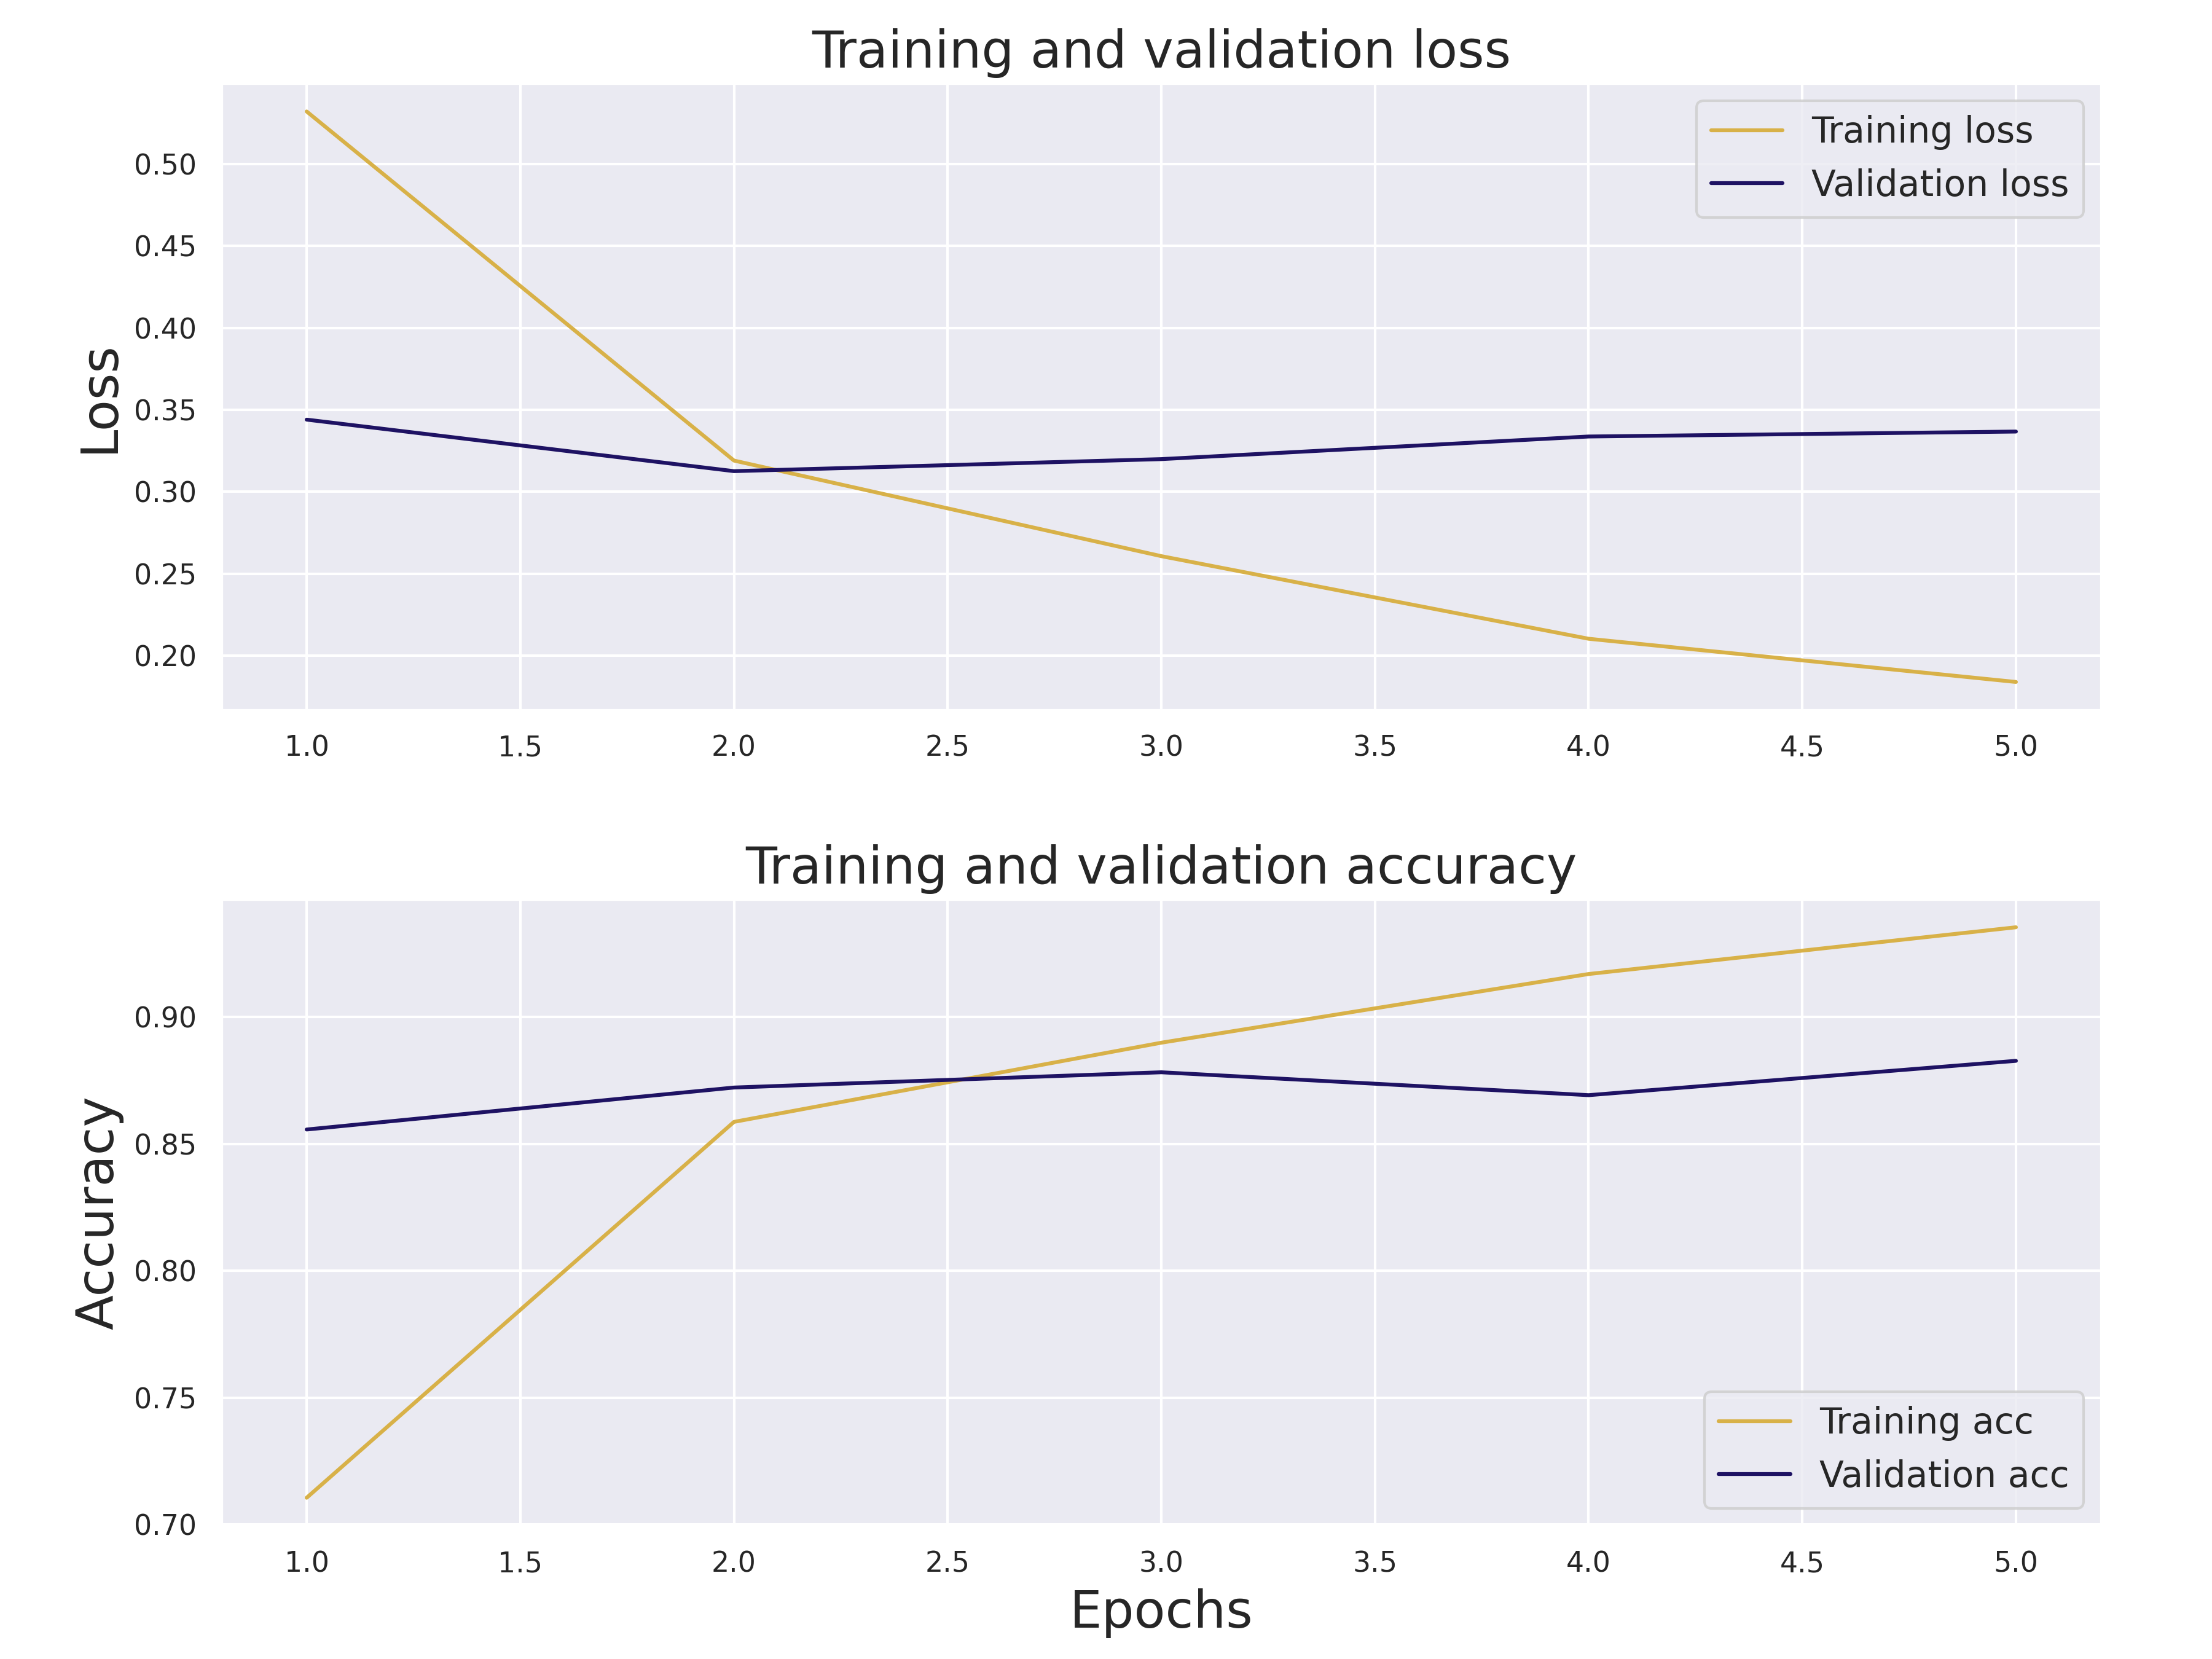 Training and validation loss
Training loss
Validation loss
Loss
0.50
0.45
0.40
0.35
0.30
0.25
0.20
1.0 1.5 2.0 2.5 3.0 3.5 4.0 4.5 5.0
Training and validation accuracy
Accuracy
0.90
0.85
0.80
0.75
0.70
Training acc
Validation acc
1.0 1.5 2.0 2.5 3.0 3.5 4.0 4.5 5.0
Epochs